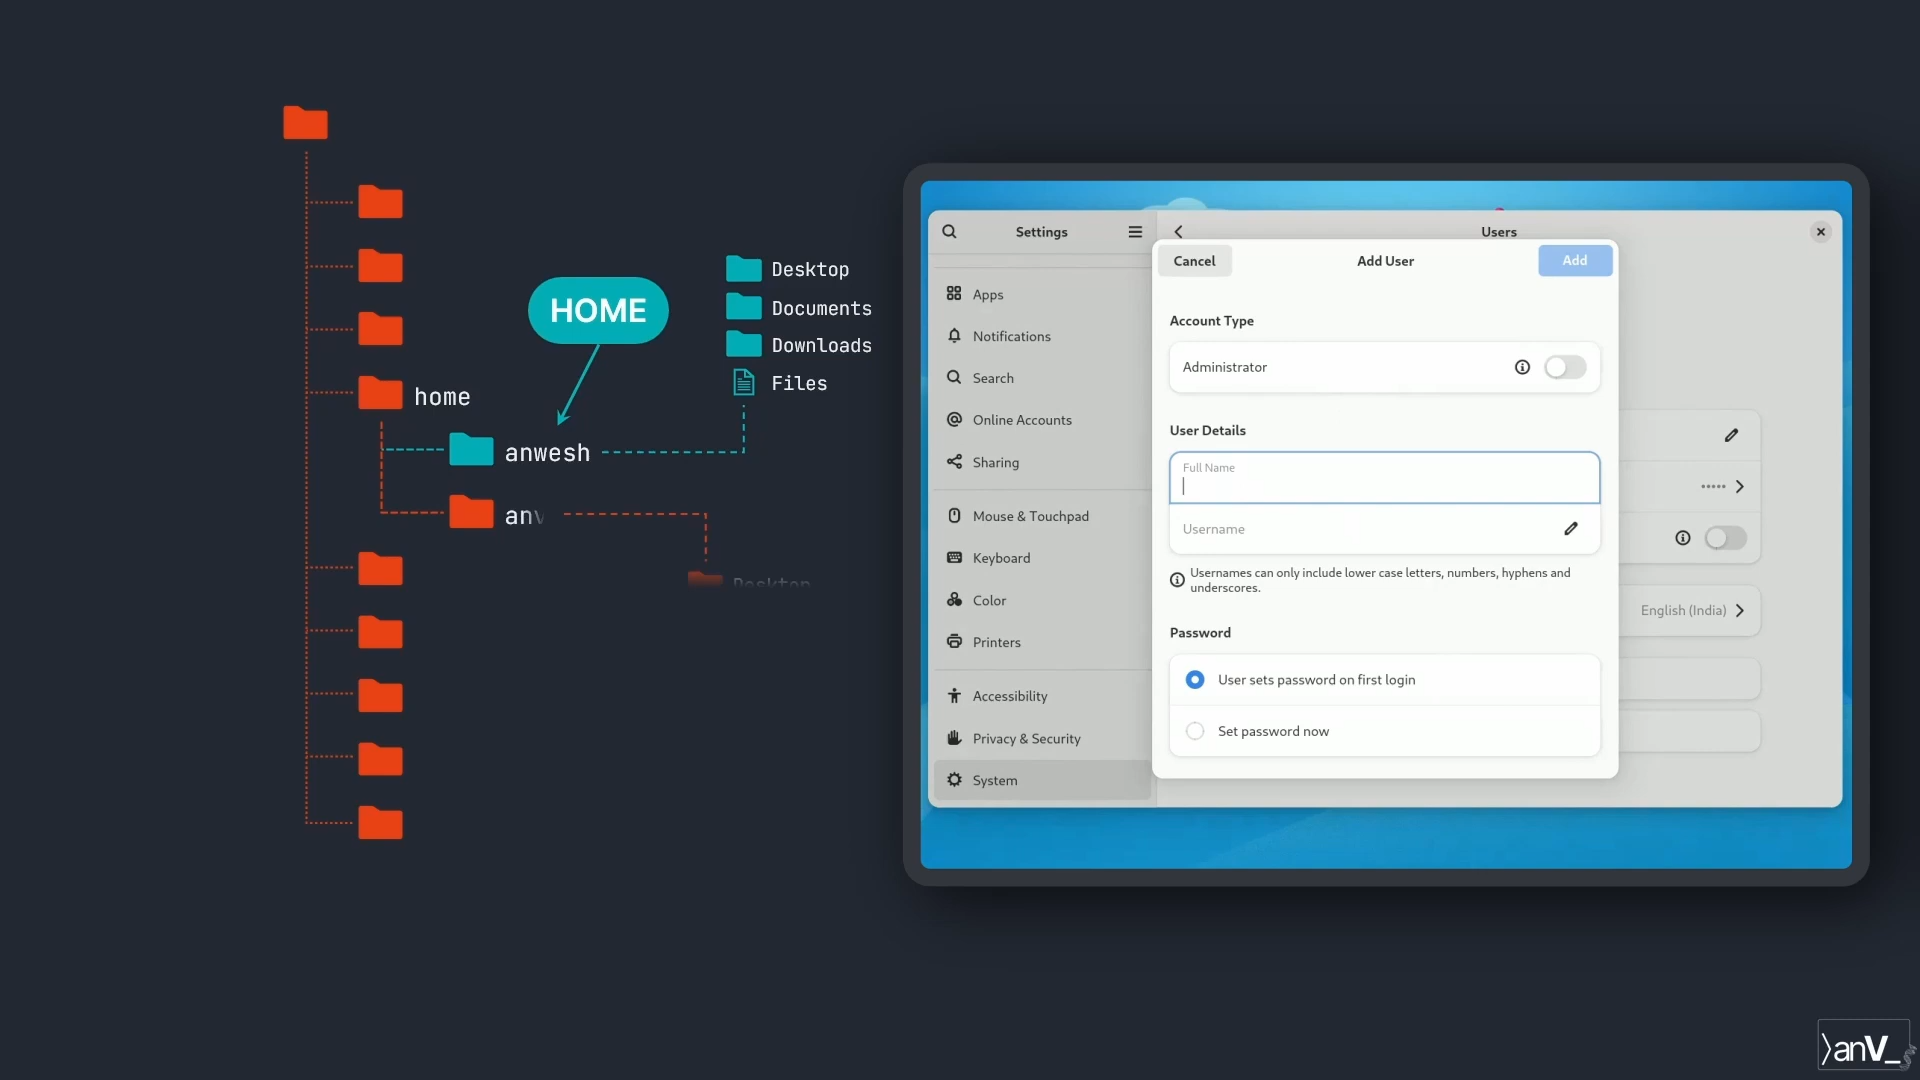 home
HOME
anwesh
Desktop
Documents
Downloads
Files
anv
Desktop
Settings
Users
Cancel
Add User
Add
Apps
Notifications
Search
Online Accounts
Sharing
Mouse & Touchpad
Keyboard
Color
Printers
Accessibility
Privacy & Security
System
Account Type
Administrator
User Details
Full Name
Username
Usernames can only include lower case letters, numbers, hyphens and
underscores.
Password
User sets password on first login
Set password now
English (India)
anV_